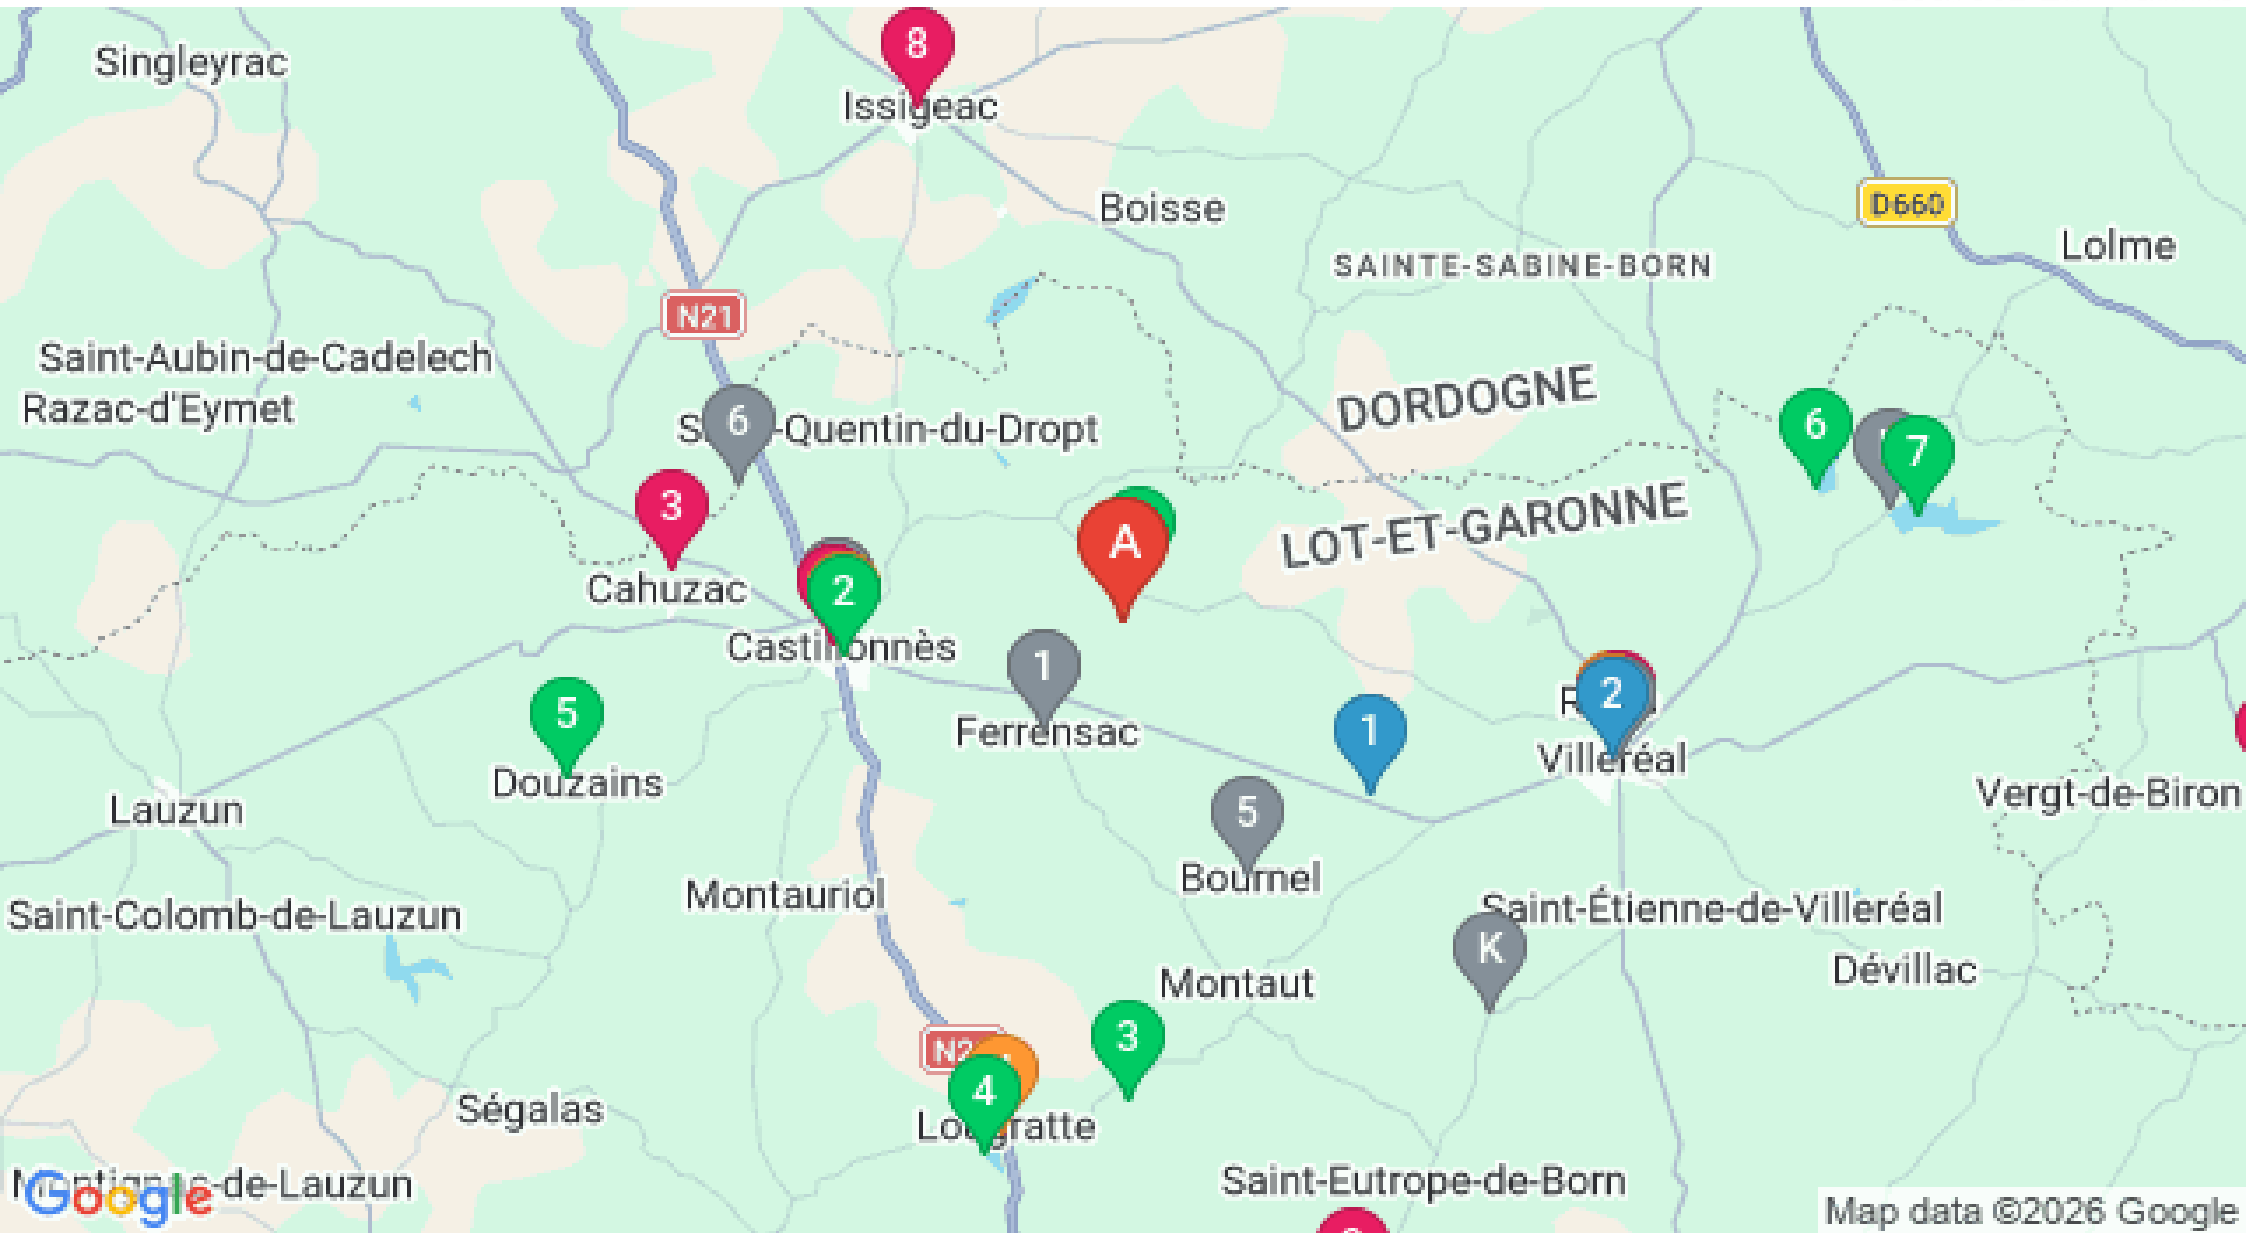 8
Singleyrac
Issigeac
Boisse
D660
Lolme
SAINTE-SABINE-BORN
N21
Saint-Aubin-de-Cadelech
Razac-d'Eymet
DORDOGNE
6
-Quentin-du-Dropt
6
7
3
LOT-ET-GARONNE
A
Cahuzac
2
Castillonnès
1
5
Ferrensac
1
2
Villeréal
Douzains
Lauzun
Vergt-de-Biron
5
Bournel
Montauriol
Saint-Colomb-de-Lauzun
Saint-Étienne-de-Villeréal
K
Dévillac
Montaut
3
N2
4
Ségalas
Lougratte
-de-Lauzun
Google
Saint-Eutrope-de-Born
Map data ©2026 Google